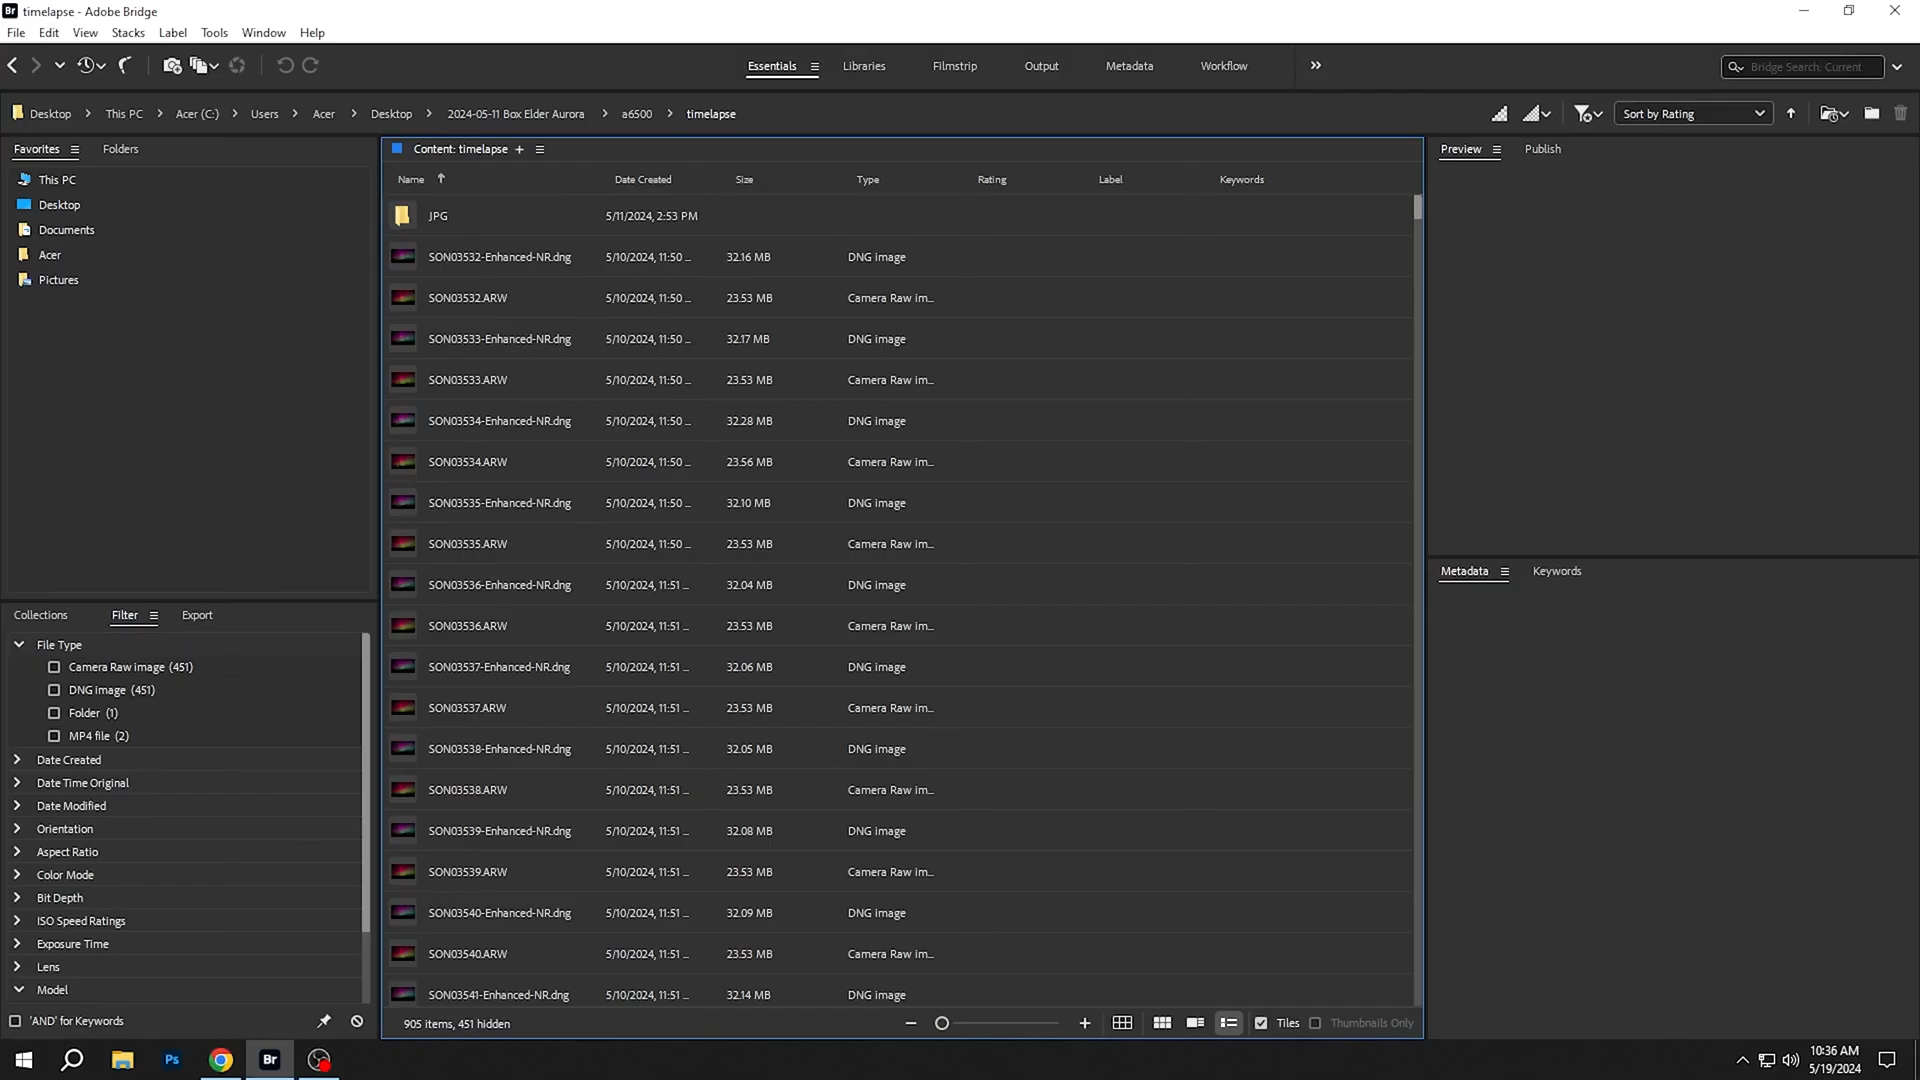 Br timelapse - Adobe Bridge
File Edit View Stacks Label Tools Window Help
Essentials Libraries Filmstrip Output Metadata Workflow Bridge Search: Current
Desktop This PC Acer (C:) Users Acer Desktop 2024-05-11 Box Elder Aurora a6500 timelapse Sort by Rating
Favorites Folders
This PC
Desktop
Documents
Acer
Pictures
Collections Filter Export
File Type
Camera Raw image (451)
DNG image (451)
Folder (1)
MP4 file (2)
Date Created
Date Time Original
Date Modified
Orientation
Aspect Ratio
Color Mode
Bit Depth
ISO Speed Ratings
Exposure Time
Lens
Model
'AND' for Keywords
Content: timelapse
Name Date Created Size Type Rating Label Keywords
JPG 5/11/2024, 2:53 PM
SON03532-Enhanced-NR.dng 5/10/2024, 11:50 ... 32.16 MB DNG image
SON03532.ARW 5/10/2024, 11:50 ... 23.53 MB Camera Raw im...
SON03533-Enhanced-NR.dng 5/10/2024, 11:50 ... 32.17 MB DNG image
SON03533.ARW 5/10/2024, 11:50 ... 23.53 MB Camera Raw im...
SON03534-Enhanced-NR.dng 5/10/2024, 11:50 ... 32.28 MB DNG image
SON03534.ARW 5/10/2024, 11:50 ... 23.56 MB Camera Raw im...
SON03535-Enhanced-NR.dng 5/10/2024, 11:50 ... 32.10 MB DNG image
SON03535.ARW 5/10/2024, 11:50 ... 23.53 MB Camera Raw im...
SON03536-Enhanced-NR.dng 5/10/2024, 11:51 ... 32.04 MB DNG image
SON03536.ARW 5/10/2024, 11:51 ... 23.53 MB Camera Raw im...
SON03537-Enhanced-NR.dng 5/10/2024, 11:51 ... 32.06 MB DNG image
SON03537.ARW 5/10/2024, 11:51 ... 23.53 MB Camera Raw im...
SON03538-Enhanced-NR.dng 5/10/2024, 11:51 ... 32.05 MB DNG image
SON03538.ARW 5/10/2024, 11:51 ... 23.53 MB Camera Raw im...
SON03539-Enhanced-NR.dng 5/10/2024, 11:51 ... 32.08 MB DNG image
SON03539.ARW 5/10/2024, 11:51 ... 23.53 MB Camera Raw im...
SON03540-Enhanced-NR.dng 5/10/2024, 11:51 ... 32.09 MB DNG image
SON03540.ARW 5/10/2024, 11:51 ... 23.53 MB Camera Raw im...
SON03541-Enhanced-NR.dng 5/10/2024, 11:51 ... 32.14 MB DNG image
905 items, 451 hidden Tiles Thumbnails Only
Preview Publish
Metadata Keywords
Ps Br 10:36 AM
5/19/2024